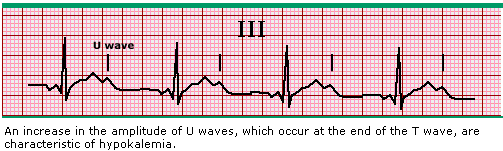 III
U wave
An increase in the amplitude of U waves, which occur at the end of the T wave, are
characteristic of hypokalemia.